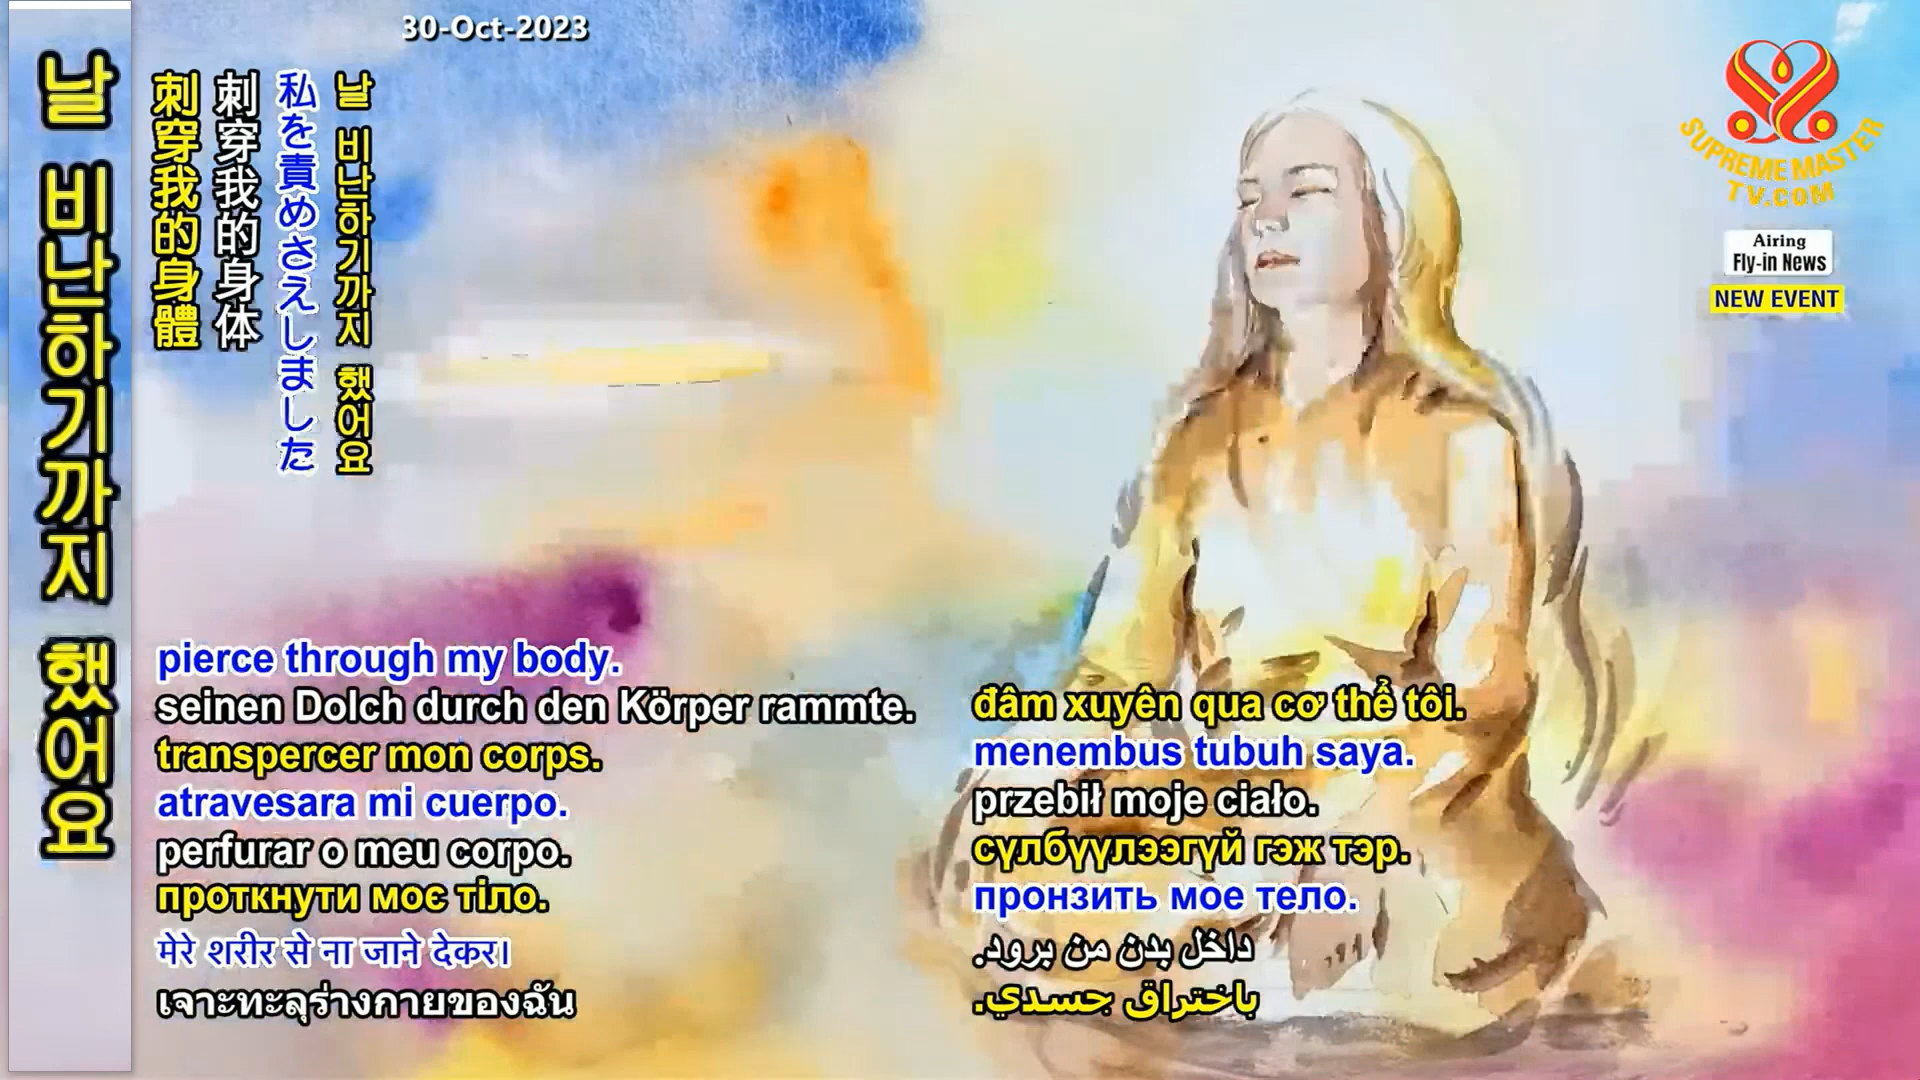 30-Oct-2023
날 비난하기까지 했어요
刺穿我的身體
刺穿我的身体
私を責めさえしました
날 비난하기까지 했어요
SUPREME MASTER
TV.COM
Airing
Fly-in News
NEW EVENT
pierce through my body.
seinen Dolch durch den Körper rammte.
transpercer mon corps.
atravesara mi cuerpo.
perfurar o meu corpo.
проткнути моє тіло.
मेरे शरीर से ना जाने देकर।
เจาะทะลุร่างกายของฉัน
đâm xuyên qua cơ thể tôi.
menembus tubuh saya.
przebił moje ciało.
сүлбүүлээгүй гэж тэр.
пронзить мое тело.
داخل بدن من برود.
باختراق جسدي.